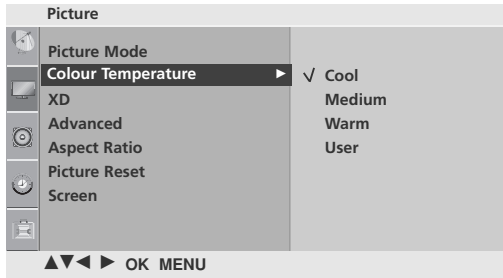 Picture
Picture Mode
Colour Temperature ► √ Cool
XD Medium
Advanced Warm
Aspect Ratio User
Picture Reset
Screen
▲▼◄ ► OK MENU